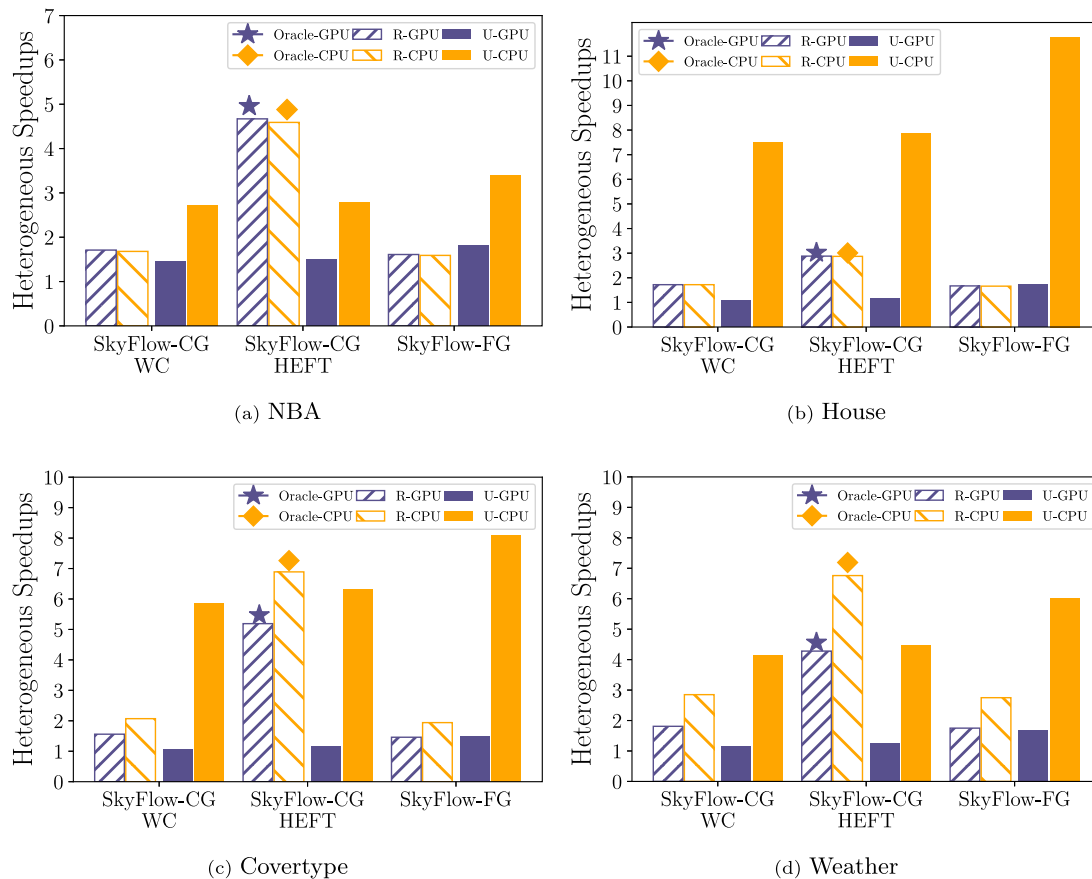 Heterogeneous Speedups
7
6
5
4
3
2
1
0
Oracle-GPU R-GPU U-GPU
Oracle-CPU R-CPU U-CPU
SkyFlow-CG WC
SkyFlow-CG HEFT
SkyFlow-FG
(a) NBA
Heterogeneous Speedups
11
10
9
8
7
6
5
4
3
2
1
0
Oracle-GPU R-GPU U-GPU
Oracle-CPU R-CPU U-CPU
SkyFlow-CG WC
SkyFlow-CG HEFT
SkyFlow-FG
(b) House
Heterogeneous Speedups
10
9
8
7
6
5
4
3
2
1
0
Oracle-GPU R-GPU U-GPU
Oracle-CPU R-CPU U-CPU
SkyFlow-CG WC
SkyFlow-CG HEFT
SkyFlow-FG
(c) Covertype
Heterogeneous Speedups
10
9
8
7
6
5
4
3
2
1
0
Oracle-GPU R-GPU U-GPU
Oracle-CPU R-CPU U-CPU
SkyFlow-CG WC
SkyFlow-CG HEFT
SkyFlow-FG
(d) Weather